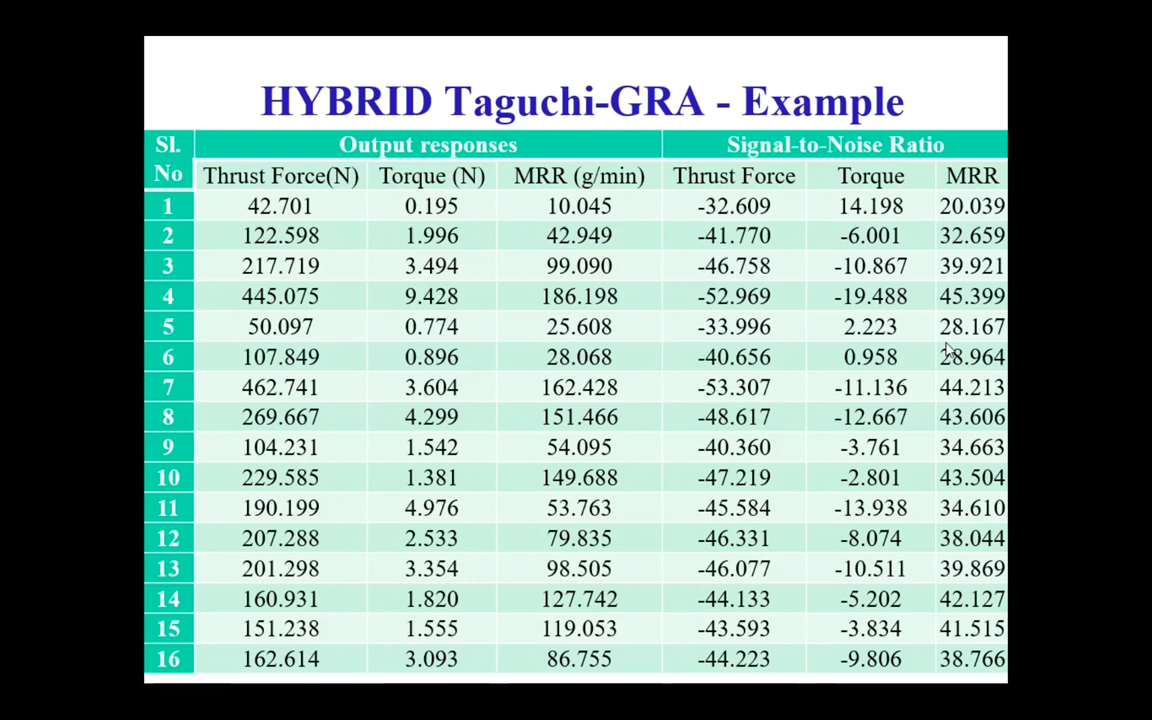 HYBRID Taguchi-GRA - Example
Sl. No Output responses Signal-to-Noise Ratio
Thrust Force(N) Torque (N) MRR (g/min) Thrust Force Torque MRR
1 42.701 0.195 10.045 -32.609 14.198 20.039
2 122.598 1.996 42.949 -41.770 -6.001 32.659
3 217.719 3.494 99.090 -46.758 -10.867 39.921
4 445.075 9.428 186.198 -52.969 -19.488 45.399
5 50.097 0.774 25.608 -33.996 2.223 28.167
6 107.849 0.896 28.068 -40.656 0.958 28.964
7 462.741 3.604 162.428 -53.307 -11.136 44.213
8 269.667 4.299 151.466 -48.617 -12.667 43.606
9 104.231 1.542 54.095 -40.360 -3.761 34.663
10 229.585 1.381 149.688 -47.219 -2.801 43.504
11 190.199 4.976 53.763 -45.584 -13.938 34.610
12 207.288 2.533 79.835 -46.331 -8.074 38.044
13 201.298 3.354 98.505 -46.077 -10.511 39.869
14 160.931 1.820 127.742 -44.133 -5.202 42.127
15 151.238 1.555 119.053 -43.593 -3.834 41.515
16 162.614 3.093 86.755 -44.223 -9.806 38.766